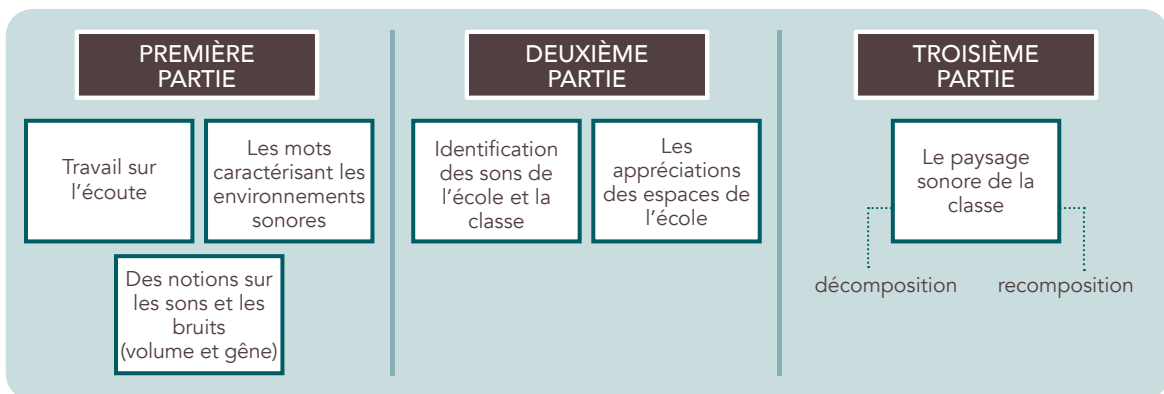 PREMIÈRE
PARTIE
Travail sur
l'écoute
Les mots
caractérisant les
environnements
sonores
Des notions sur
les sons et les
bruits
(volume et gêne)
DEUXIÈME
PARTIE
Identification
des sons de
l'école et la
classe
Les
appréciations
des espaces de
l'école
TROISIÈME
PARTIE
Le paysage
sonore de la
classe
décomposition
recomposition